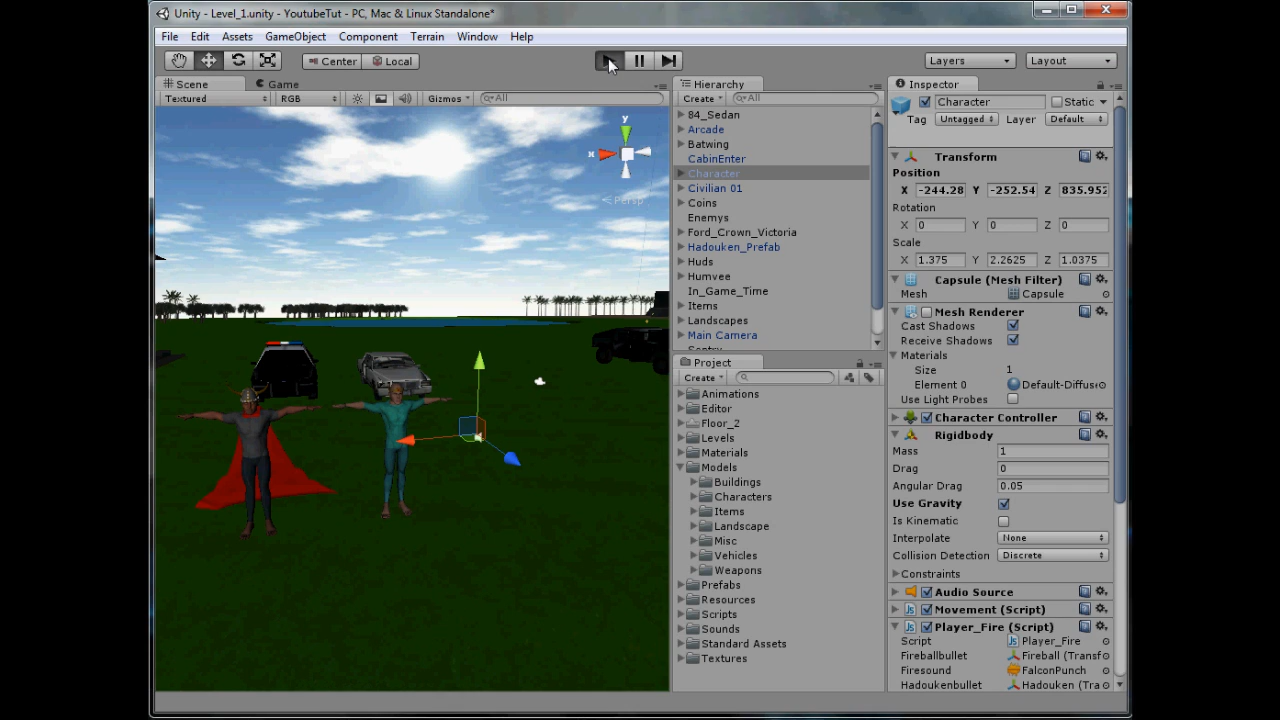 Unity - Level_1.unity - YoutubeTut - PC, Mac & Linux Standalone*
File Edit Assets GameObject Component Terrain Window Help
Center Local Layers Layout
Scene Game
Textured RGB Gizmos All
y
x
Persp
Hierarchy
Create All
84_Sedan
Arcade
Batwing
CabinEnter
Character
Civilian 01
Coins
Enemys
Ford_Crown_Victoria
Hadouken_Prefab
Huds
Humvee
In_Game_Time
Items
Landscapes
Main Camera
Sentry
Project
Create
Animations
Editor
Floor_2
Levels
Materials
Models
Buildings
Characters
Items
Landscape
Misc
Vehicles
Weapons
Prefabs
Resources
Scripts
Sounds
Standard Assets
Textures
Inspector
Character Static
Tag Untagged Layer Default
Transform
Position
X -244.28 Y -252.54 Z 835.952
Rotation
X 0 Y 0 Z 0
Scale
X 1.375 Y 2.2625 Z 1.0375
Capsule (Mesh Filter)
Mesh Capsule
Mesh Renderer
Cast Shadows
Receive Shadows
Materials
Size 1
Element 0 Default-Diffus
Use Light Probes
Character Controller
Rigidbody
Mass 1
Drag 0
Angular Drag 0.05
Use Gravity
Is Kinematic
Interpolate None
Collision Detection Discrete
Constraints
Audio Source
Movement (Script)
Player_Fire (Script)
Script Player_Fire
Fireballbullet Fireball (Transf
Firesound FalconPunch
Hadoukenbullet Hadouken (Tra